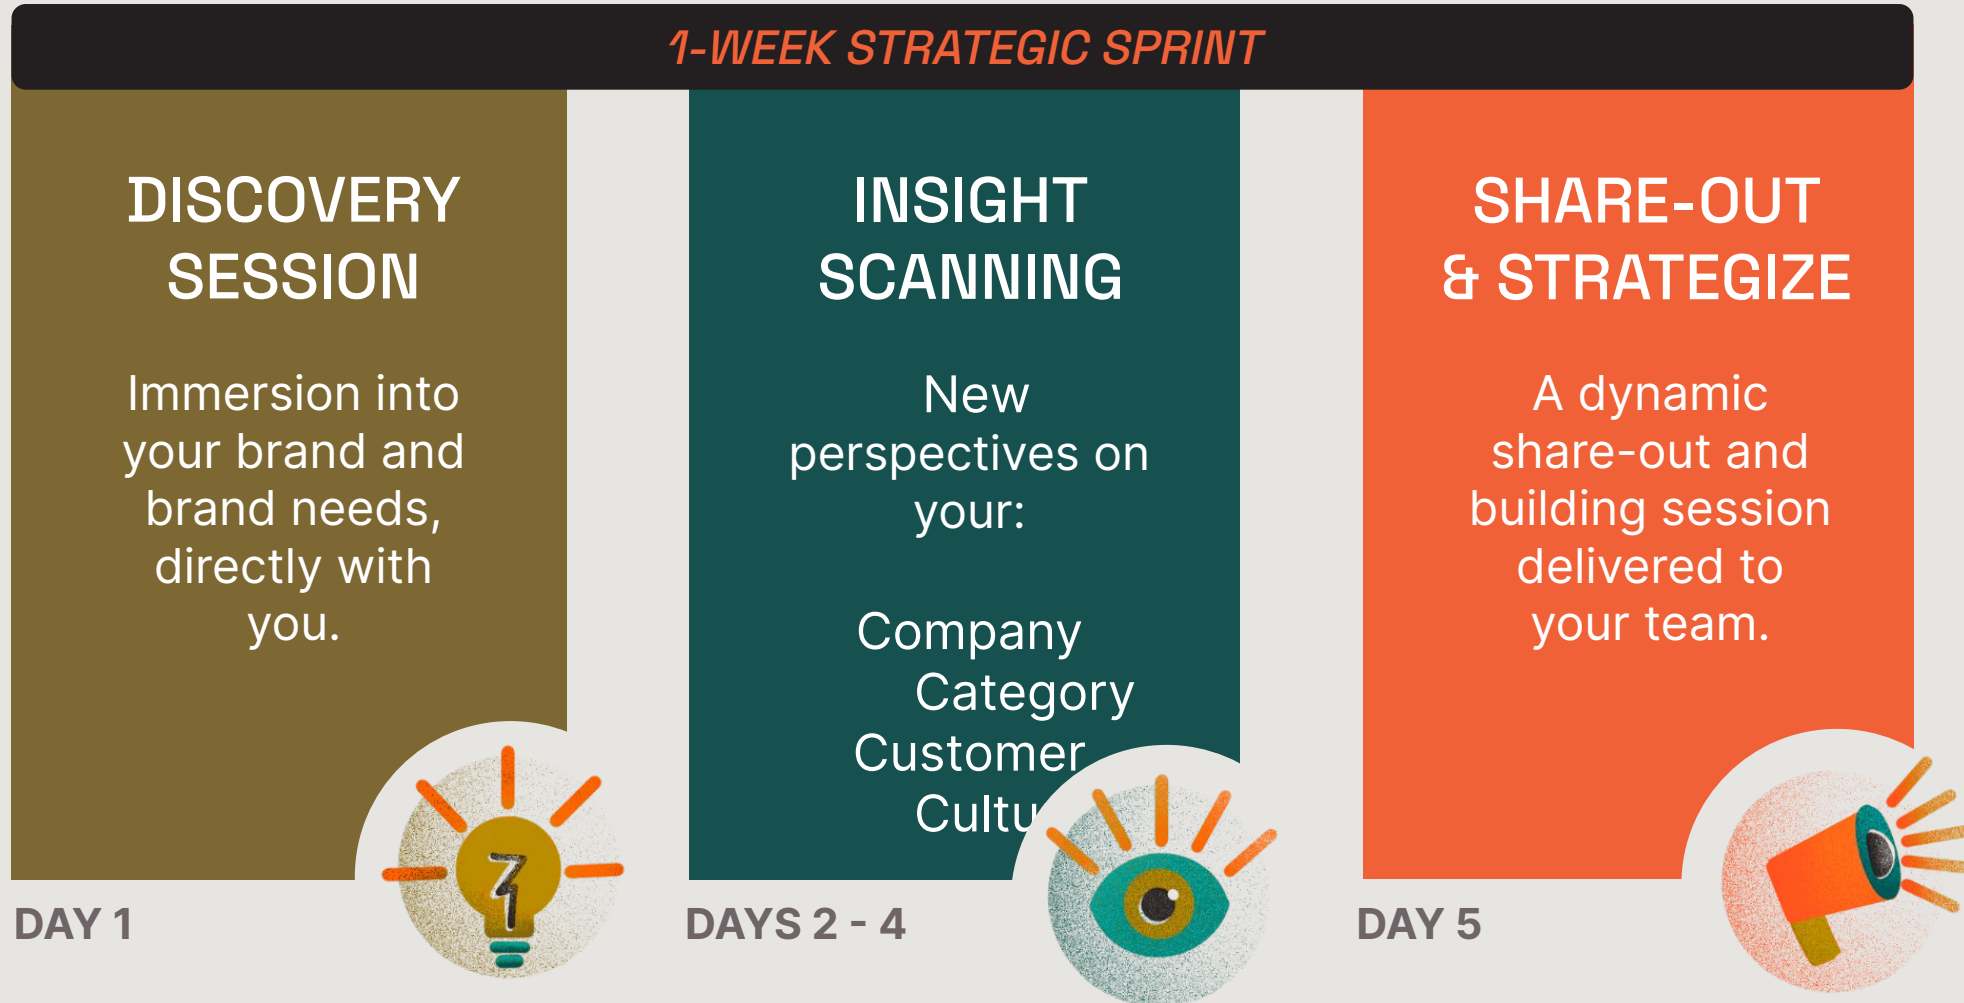 1-WEEK STRATEGIC SPRINT
DISCOVERY
SESSION
Immersion into
your brand and
brand needs,
directly with
you.
DAY 1
INSIGHT
SCANNING
New
perspectives on
your:
Company
Category
Customer
DAYS 2 - 4
SHARE-OUT
& STRATEGIZE
A dynamic
share-out and
building session
delivered to
your team.
DAY 5